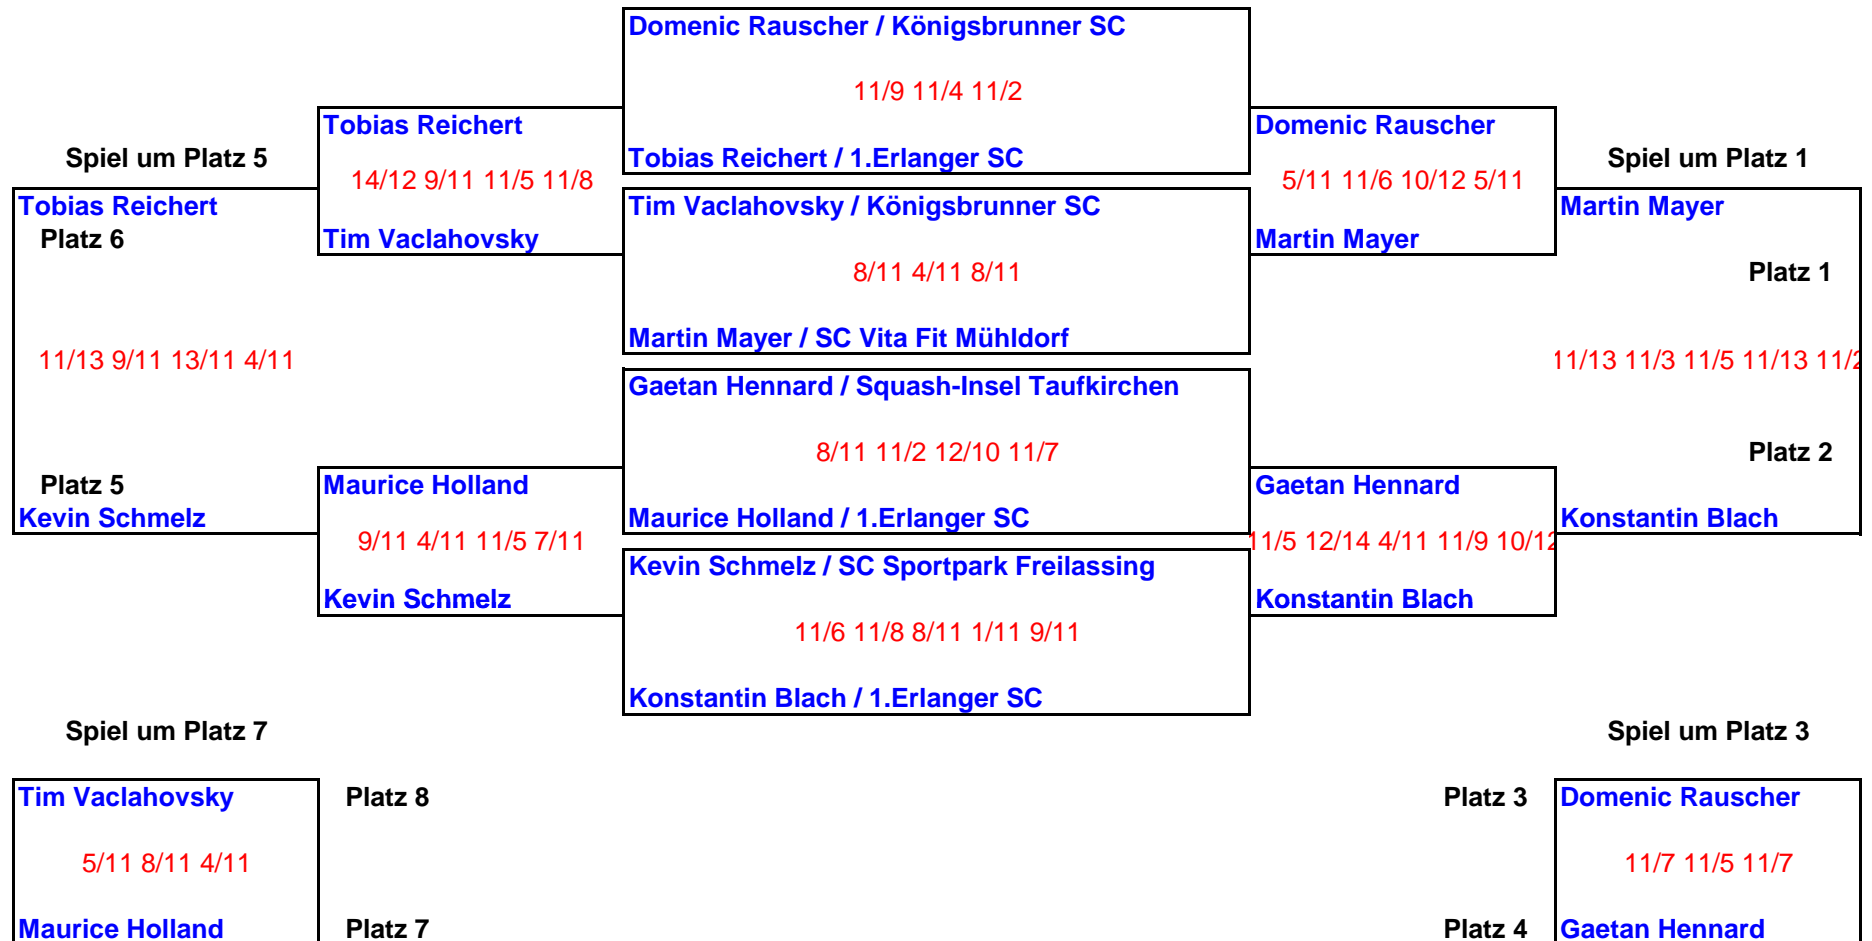 Domenic Rauscher / Königsbrunner SC
11/9 11/4 11/2
Tobias Reichert
Domenic Rauscher
Spiel um Platz 5
Tobias Reichert / 1.Erlanger SC
Spiel um Platz 1
14/12 9/11 11/5 11/8
5/11 11/6 10/12 5/11
Tobias Reichert
Tim Vaclahovsky / Königsbrunner SC
Martin Mayer
Platz 6
Tim Vaclahovsky
Martin Mayer
8/11 4/11 8/11
Platz 1
Martin Mayer / SC Vita Fit Mühldorf
11/13 9/11 13/11 4/11
11/13 11/3 11/5 11/13 11/2
Gaetan Hennard / Squash-Insel Taufkirchen
8/11 11/2 12/10 11/7
Platz 2
Platz 5
Maurice Holland
Gaetan Hennard
Kevin Schmelz
Maurice Holland / 1.Erlanger SC
Konstantin Blach
9/11 4/11 11/5 7/11
11/5 12/14 4/11 11/9 10/12
Kevin Schmelz / SC Sportpark Freilassing
Kevin Schmelz
Konstantin Blach
11/6 11/8 8/11 1/11 9/11
Konstantin Blach / 1.Erlanger SC
Spiel um Platz 7
Spiel um Platz 3
Tim Vaclahovsky
Platz 8
Platz 3
Domenic Rauscher
5/11 8/11 4/11
11/7 11/5 11/7
Maurice Holland
Platz 7
Platz 4
Gaetan Hennard